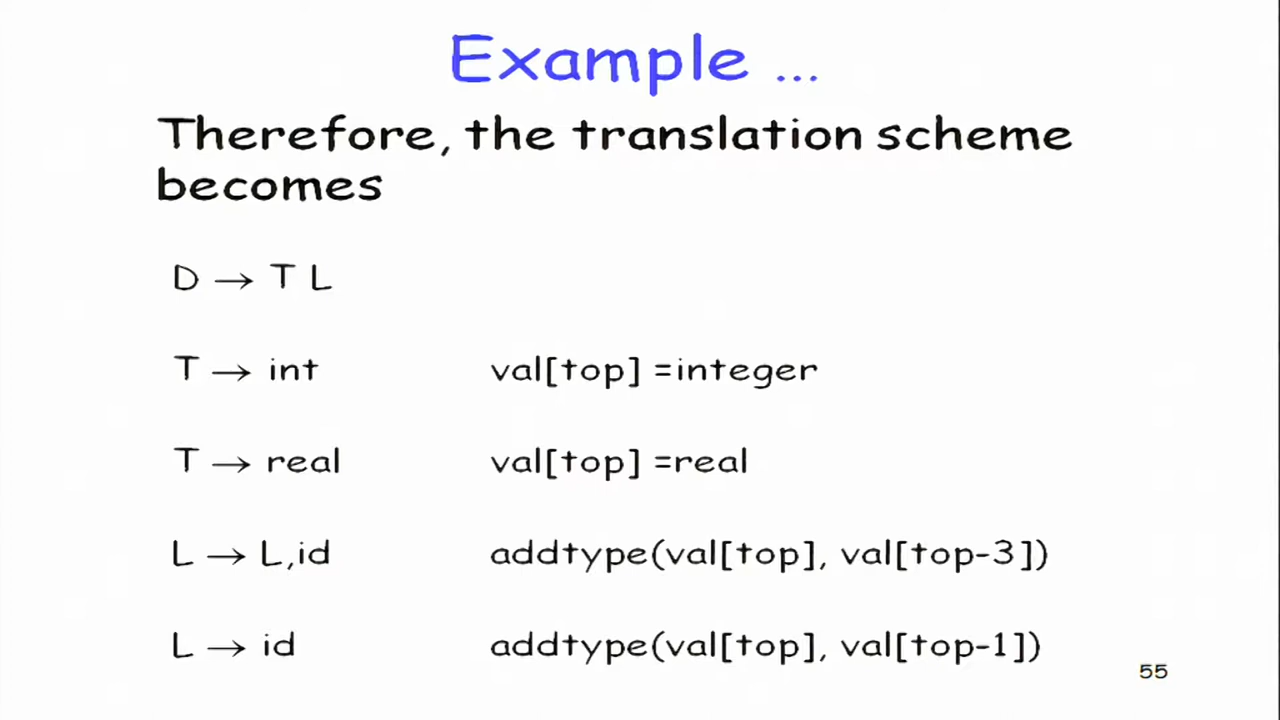 Example ...
Therefore, the translation scheme
becomes
D → T L
T → int val[top] =integer
T → real val[top] =real
L → L,id addtype(val[top], val[top-3])
L → id addtype(val[top], val[top-1])
55